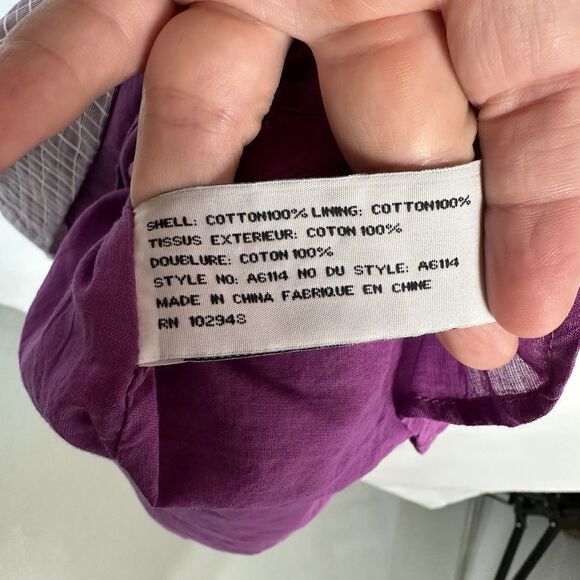 SHELL: COTTON100% LINING: COTTON100%
TISSUS EXTERIEUR: COTON 100%
DOUBLURE: COTON 100%
STYLE NO: A6114 NO DU STYLE: A6114
MADE IN CHINA FABRIQUE EN CHINE
RN 102948